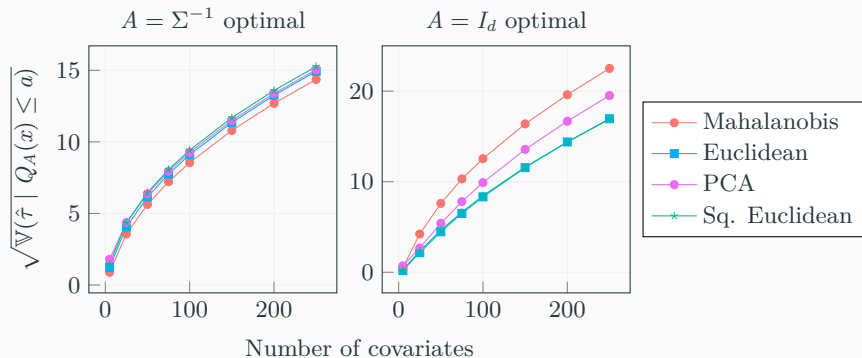 A = Σ⁻¹ optimal
A = I_d optimal
√𝕍(τ̂ | Q_A(x) ≤ a)
15
10
5
0
0
100
200
20
10
0
0
100
200
Number of covariates
Mahalanobis
Euclidean
PCA
Sq. Euclidean